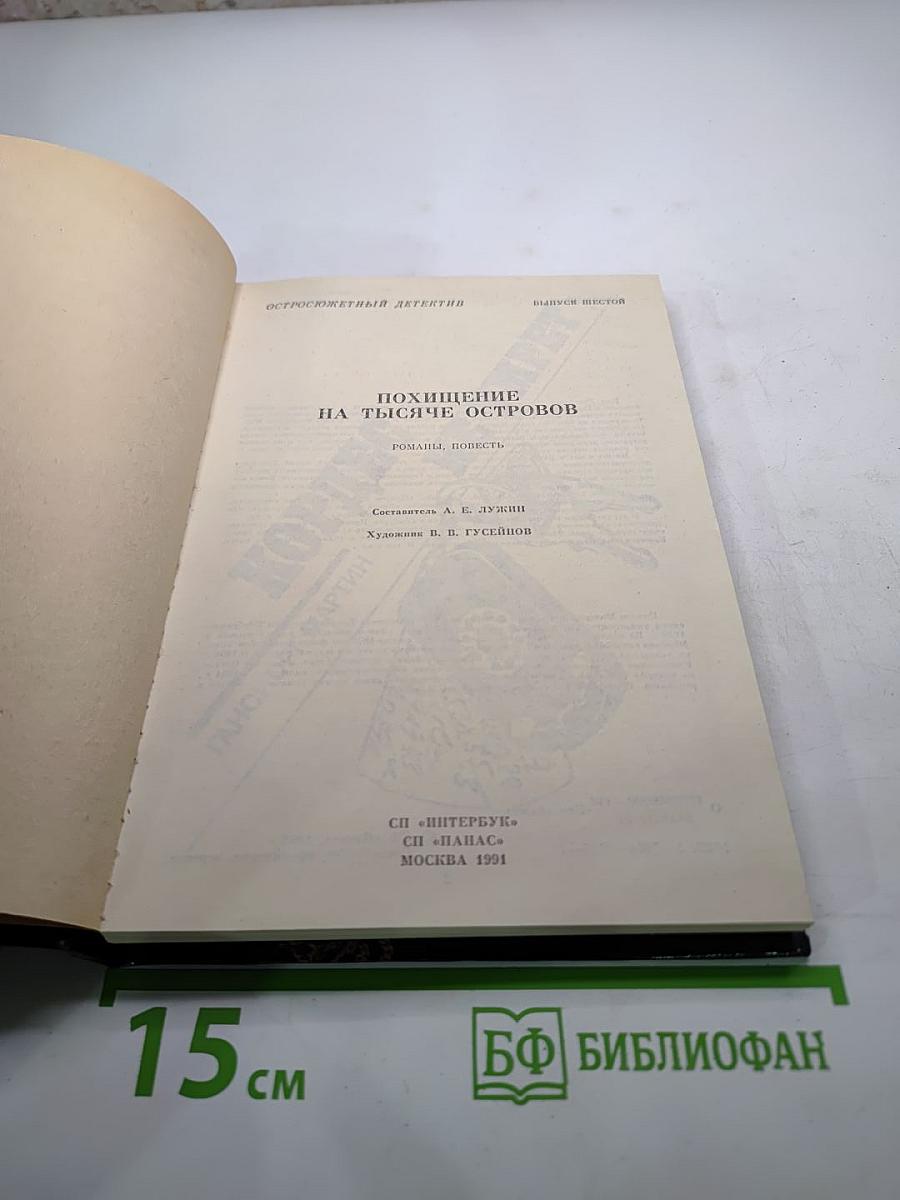 ОСТРОСЮЖЕТНЫЙ ДЕТЕКТИВ ВЫПУСК ШЕСТОЙ
ПОХИЩЕНИЕ
НА ТЫСЯЧЕ ОСТРОВОВ
РОМАНЫ, ПОВЕСТЬ
Составитель А. Е. ЛУЖИН
Художник В. В. ГУСЕЙНОВ
СП «ИНТЕРБУК»
СП «ПАНАС»
МОСКВА 1991
15 см
БФ БИБЛИОФАН